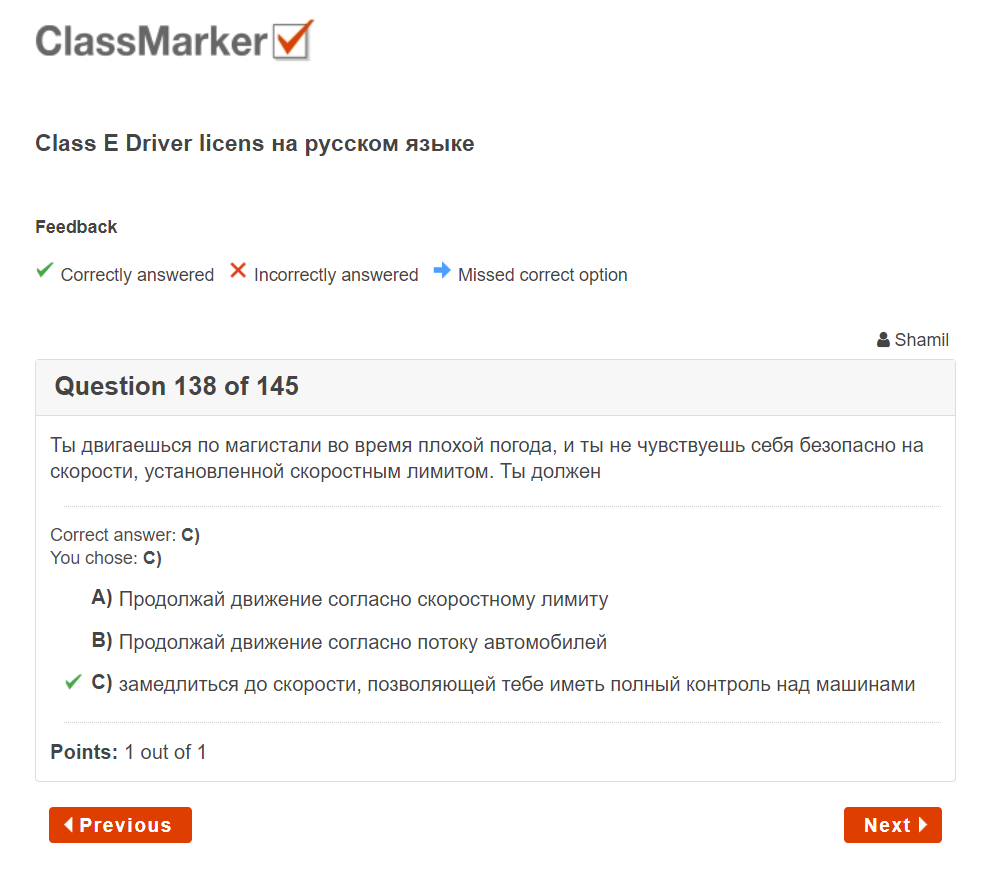 ClassMarker
Class E Driver licens на русском языке
Feedback
Correctly answered Incorrectly answered Missed correct option
Shamil
Question 138 of 145
Ты двигаешься по магистали во время плохой погода, и ты не чувствуешь себя безопасно на
скорости, установленной скоростным лимитом. Ты должен
Correct answer: C)
You chose: C)
A) Продолжай движение согласно скоростному лимиту
B) Продолжай движение согласно потоку автомобилей
C) замедлиться до скорости, позволяющей тебе иметь полный контроль над машинами
Points: 1 out of 1
Previous
Next